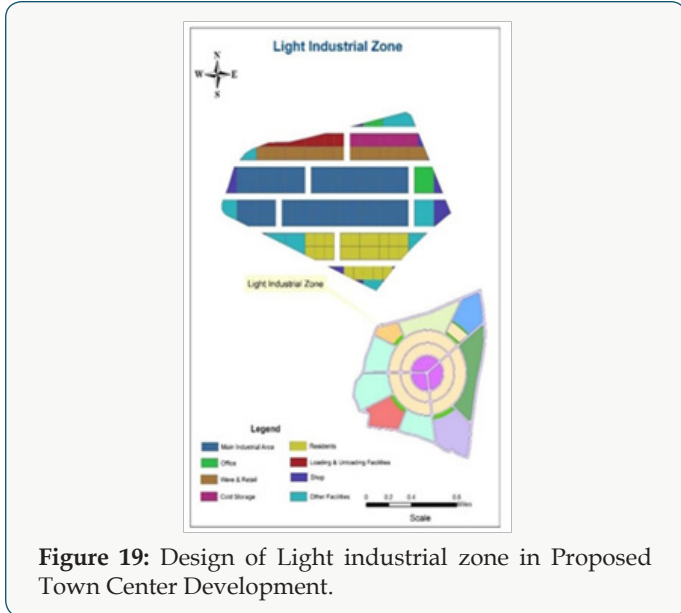 Light Industrial Zone
N
W E
S
Light Industrial Zone
Legend
Main Industrial Area
Residents
Office
Loading & Unloading Facilities
Wave & Retail
Shop
Cold Storage
Other Facilities
0 0.2 0.4 0.8
Miles
Scale
Figure 19: Design of Light industrial zone in Proposed
Town Center Development.